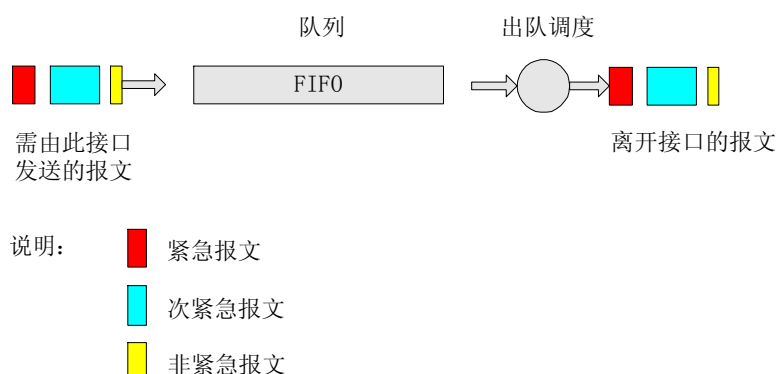 队列
出队调度
FIFO
需由此接口
发送的报文
离开接口的报文
说明：
紧急报文
次紧急报文
非紧急报文